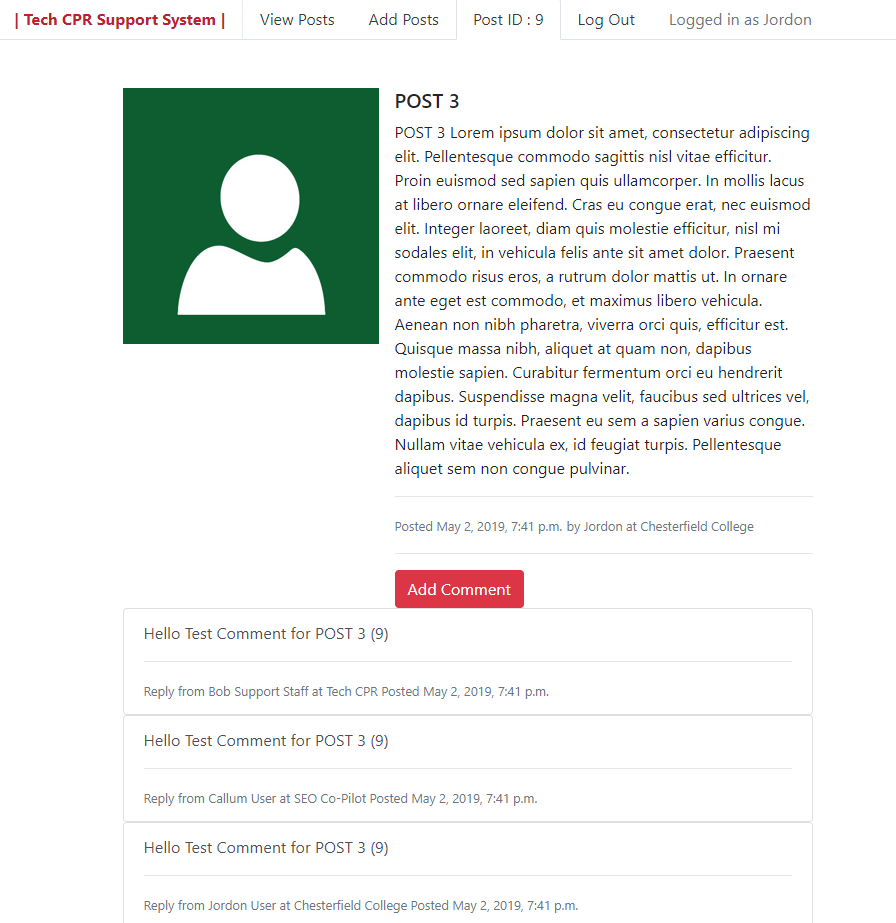 | Tech CPR Support System | View Posts Add Posts Post ID : 9 Log Out Logged in as Jordon
POST 3
POST 3 Lorem ipsum dolor sit amet, consectetur adipiscing
elit. Pellentesque commodo sagittis nisl vitae efficitur.
Proin euismod sed sapien quis ullamcorper. In mollis lacus
at libero ornare eleifend. Cras eu congue erat, nec euismod
elit. Integer laoreet, diam quis molestie efficitur, nisl mi
sodales elit, in vehicula felis ante sit amet dolor. Praesent
commodo risus eros, a rutrum dolor mattis ut. In ornare
ante eget est commodo, et maximus libero vehicula.
Aenean non nibh pharetra, viverra orci quis, efficitur est.
Quisque massa nibh, aliquet at quam non, dapibus
molestie sapien. Curabitur fermentum orci eu hendrerit
dapibus. Suspendisse magna velit, faucibus sed ultrices vel,
dapibus id turpis. Praesent eu sem a sapien varius congue.
Nullam vitae vehicula ex, id feugiat turpis. Pellentesque
aliquet sem non congue pulvinar.
Posted May 2, 2019, 7:41 p.m. by Jordon at Chesterfield College
Add Comment
Hello Test Comment for POST 3 (9)
Reply from Bob Support Staff at Tech CPR Posted May 2, 2019, 7:41 p.m.
Hello Test Comment for POST 3 (9)
Reply from Callum User at SEO Co-Pilot Posted May 2, 2019, 7:41 p.m.
Hello Test Comment for POST 3 (9)
Reply from Jordon User at Chesterfield College Posted May 2, 2019, 7:41 p.m.